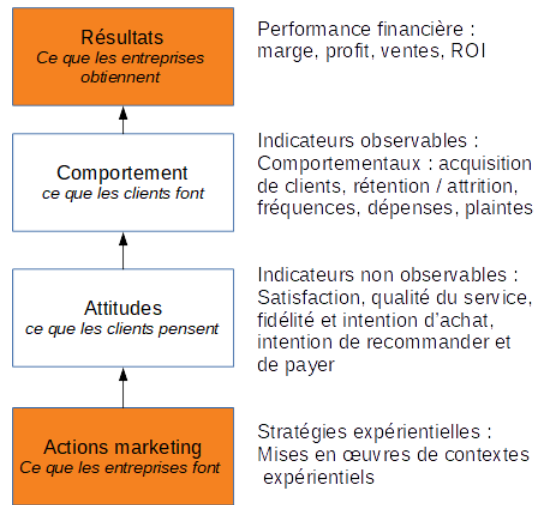 Résultats
Ce que les entreprises
obtiennent
Performance financière :
marge, profit, ventes, ROI
Comportement
ce que les clients font
Indicateurs observables :
Comportementaux : acquisition
de clients, rétention / attrition,
fréquences, dépenses, plaintes
Attitudes
ce que les clients pensent
Indicateurs non observables :
Satisfaction, qualité du service,
fidélité et intention d'achat,
intention de recommander et
de payer
Actions marketing
Ce que les entreprises font
Stratégies expérientielles :
Mises en œuvres de contextes
expérientiels